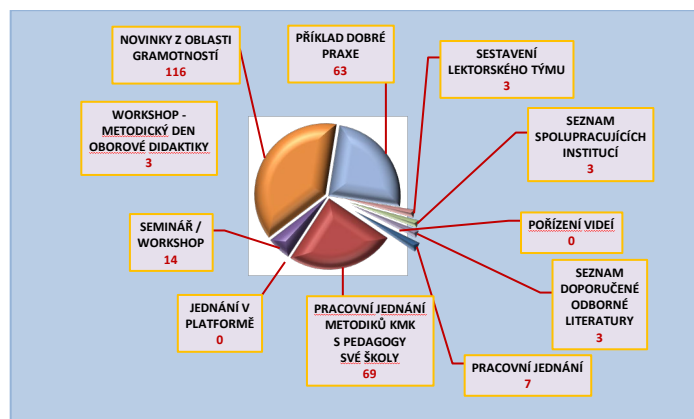 NOVINKY Z OBLASTI
GRAMOTNOSTÍ
116
PŘÍKLAD DOBRÉ
PRAXE
63
SESTAVENÍ
LEKTORSKÉHO TÝMU
3
WORKSHOP -
METODICKÝ DEN
OBOROVÉ DIDAKTIKY
3
SEZNAM
SPOLUPRACUJÍCÍCH
INSTITUCÍ
3
SEMINÁŘ /
WORKSHOP
14
POŘÍZENÍ VIDEÍ
0
JEDNÁNÍ V
PLATFORMĚ
0
PRACOVNÍ JEDNÁNÍ
METODIKŮ KMK
S PEDAGOGY
SVÉ ŠKOLY
69
SEZNAM
DOPORUČENÉ
ODBORNÉ
LITERATURY
3
PRACOVNÍ JEDNÁNÍ
7